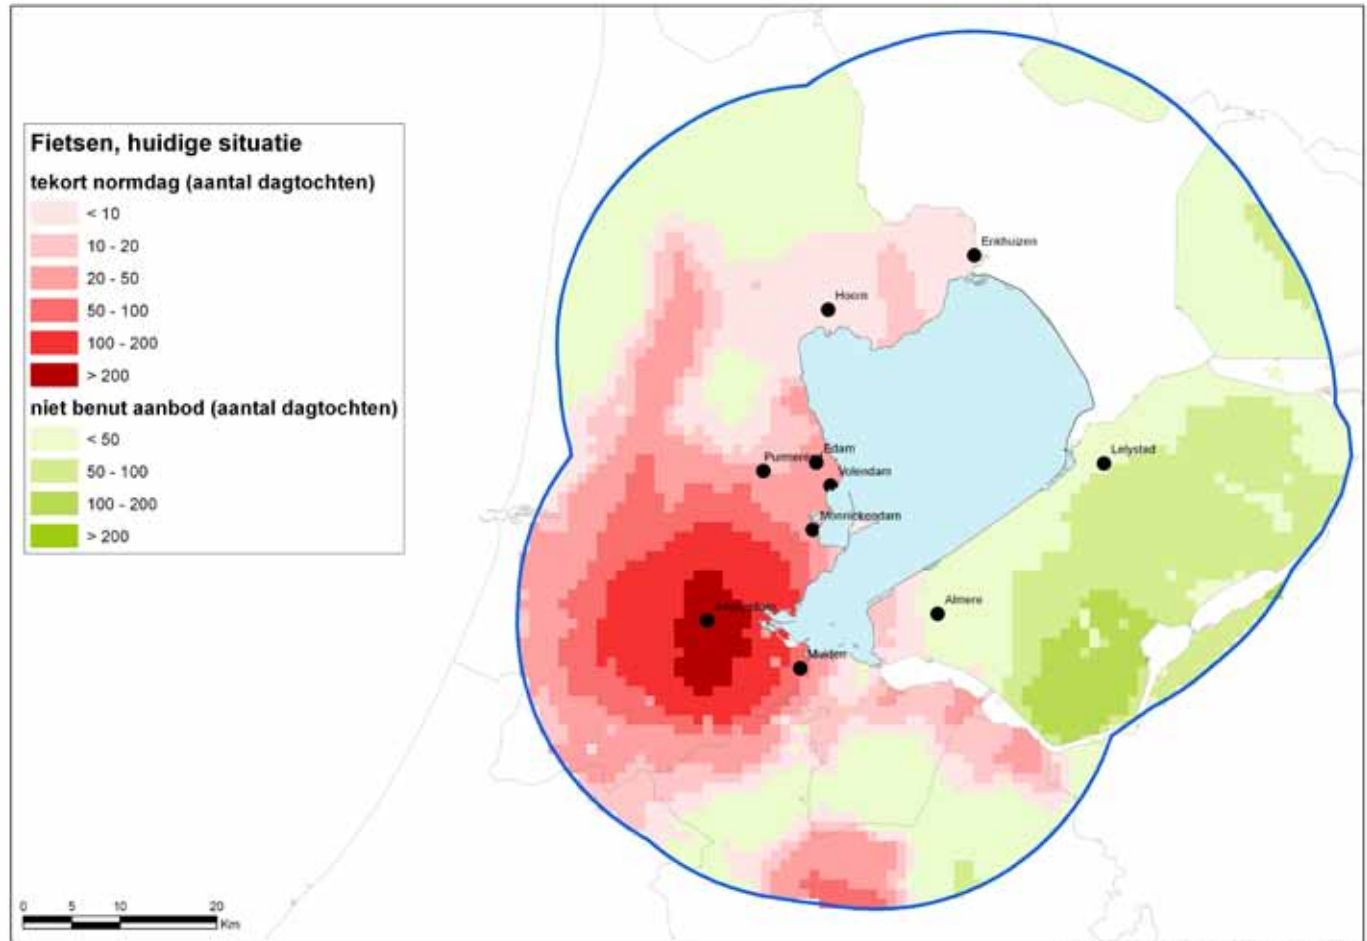 Fietsen, huidige situatie
tekort normdag (aantal dagtochten)
< 10
10 - 20
20 - 50
50 - 100
100 - 200
> 200
niet benut aanbod (aantal dagtochten)
< 50
50 - 100
100 - 200
> 200
Enkhuizen
Hoorn
Edam
Volendam
Monnickendam
Lelystad
Almere
Muiden
0 5 10 20
Km